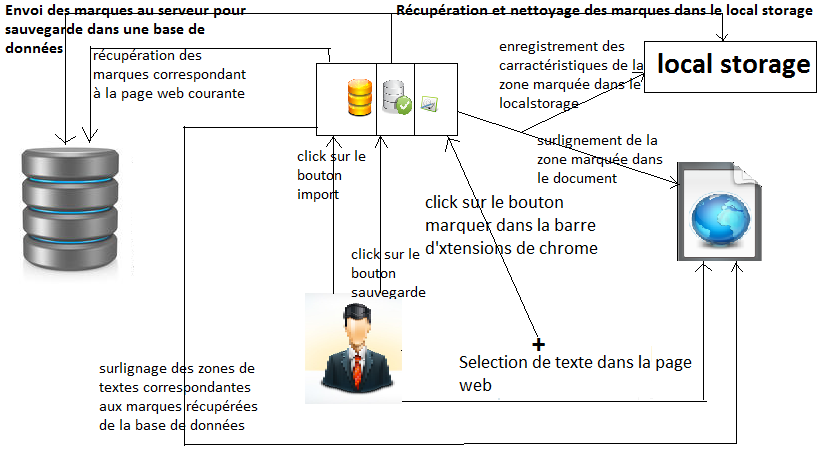 Envoi des marques au serveur pour
sauvegarde dans une base de
données
Récupération et nettoyage des marques dans le local storage
récupération des
marques correspondant
à la page web courante
enregistrement des
carractéristiques de la
zone marquée dans le
localstorage
local storage
surlignement de la
zone marquée dans
le document
click sur le
bouton
import
click sur le bouton
marquer dans la barre
d'xtensions de chrome
click sur le
bouton
sauvegarde
+
Selection de texte dans la page
web
surlignage des zones de
textes correspondantes
aux marques récupérées
de la base de données